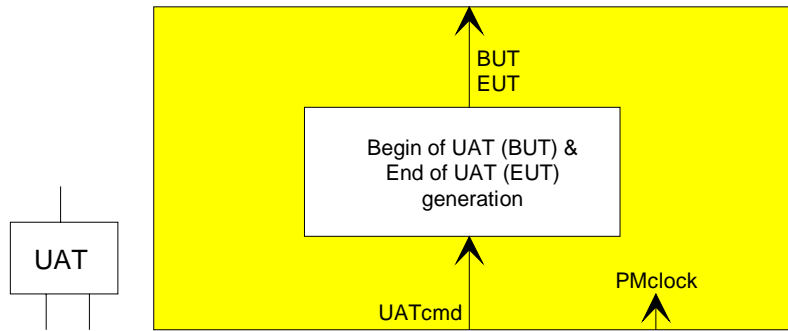 BUT
EUT
Begin of UAT (BUT) &
End of UAT (EUT)
generation
UAT
PMclock
UATcmd